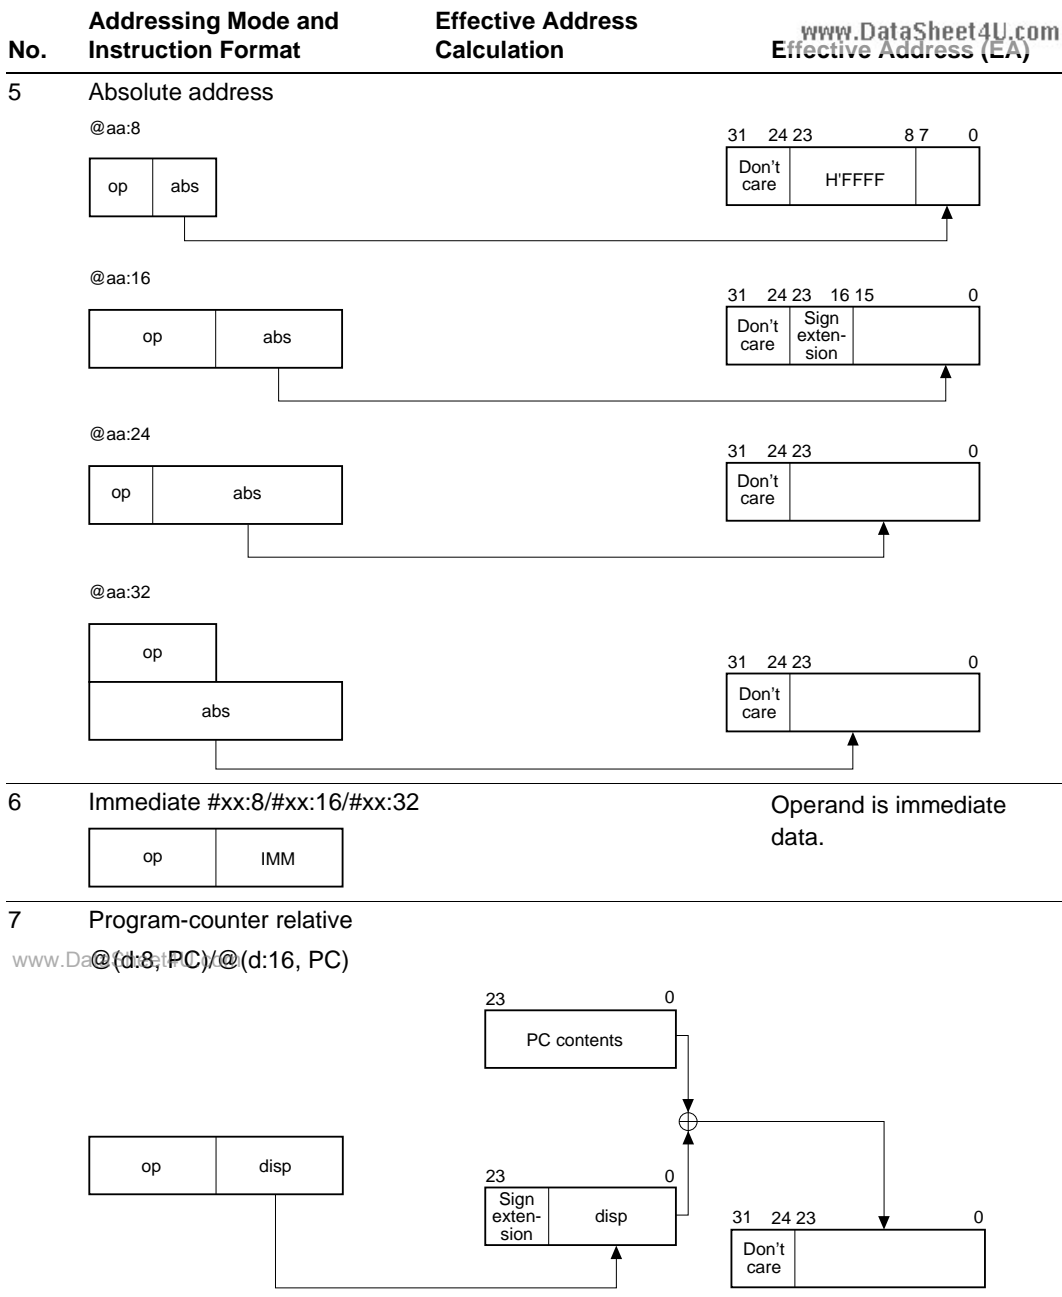 www.DataSheet4U.com
Addressing Mode and Effective Address
No. Instruction Format Calculation Effective Address (EA)
5 Absolute address
@aa:8
31 24 23 8 7 0
op abs Don't care H'FFFF
@aa:16
31 24 23 16 15 0
op abs Don't care Sign exten- sion
@aa:24
31 24 23 0
op abs Don't care
@aa:32
op
31 24 23 0
abs Don't care
6 Immediate #xx:8/#xx:16/#xx:32 Operand is immediate
data.
op IMM
7 Program-counter relative
www.DataSheet4U.com
@(d:8, PC)/@(d:16, PC)
23 0
PC contents
op disp
23 0
Sign exten- sion disp
31 24 23 0
Don't care